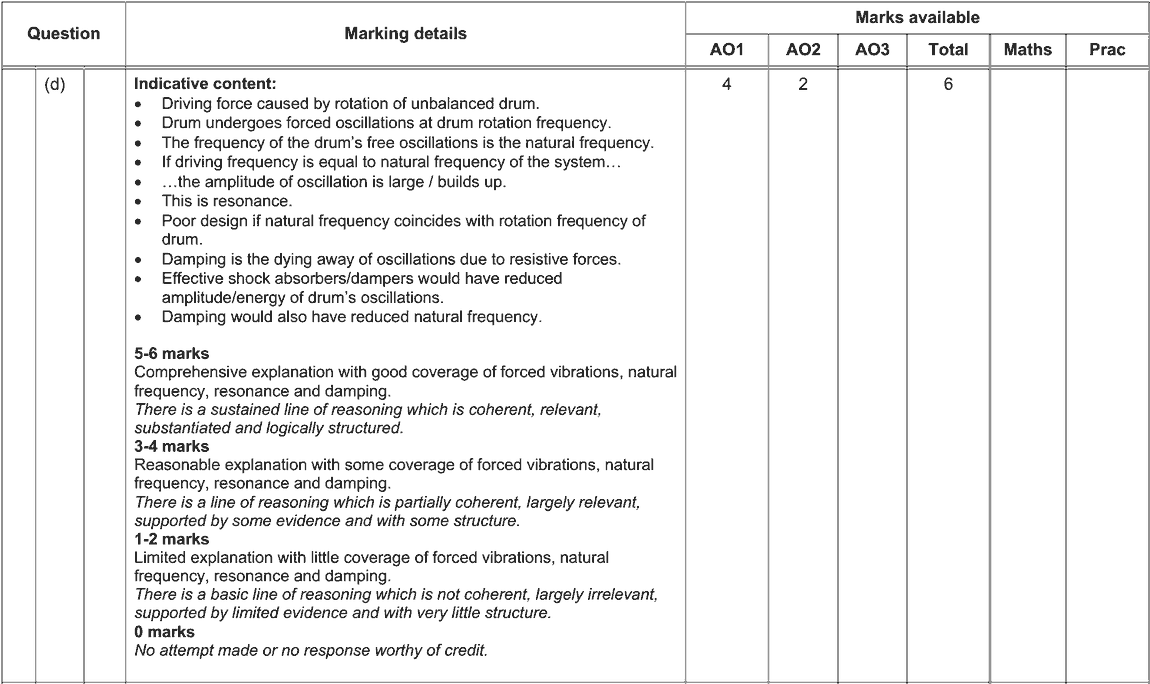 Question
Marking details
Marks available
AO1 AO2 AO3 Total Maths Prac
(d)
Indicative content:
4 2 6
• Driving force caused by rotation of unbalanced drum.
• Drum undergoes forced oscillations at drum rotation frequency.
• The frequency of the drum’s free oscillations is the natural frequency.
• If driving frequency is equal to natural frequency of the system…
• …the amplitude of oscillation is large / builds up.
• This is resonance.
• Poor design if natural frequency coincides with rotation frequency of
drum.
• Damping is the dying away of oscillations due to resistive forces.
• Effective shock absorbers/dampers would have reduced
amplitude/energy of drum’s oscillations.
• Damping would also have reduced natural frequency.
5-6 marks
Comprehensive explanation with good coverage of forced vibrations, natural
frequency, resonance and damping.
There is a sustained line of reasoning which is coherent, relevant,
substantiated and logically structured.
3-4 marks
Reasonable explanation with some coverage of forced vibrations, natural
frequency, resonance and damping.
There is a line of reasoning which is partially coherent, largely relevant,
supported by some evidence and with some structure.
1-2 marks
Limited explanation with little coverage of forced vibrations, natural
frequency, resonance and damping.
There is a basic line of reasoning which is not coherent, largely irrelevant,
supported by limited evidence and with very little structure.
0 marks
No attempt made or no response worthy of credit.